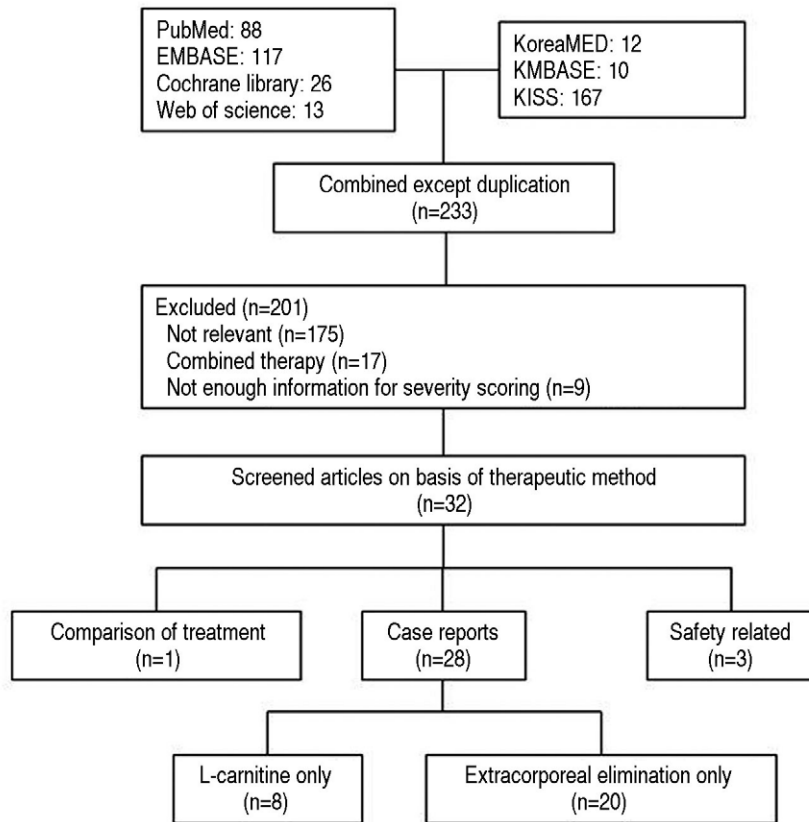 PubMed: 88
EMBASE: 117
Cochrane library: 26
Web of science: 13
KoreaMED: 12
KMBASE: 10
KISS: 167
Combined except duplication
(n=233)
Excluded (n=201)
Not relevant (n=175)
Combined therapy (n=17)
Not enough information for severity scoring (n=9)
Screened articles on basis of therapeutic method
(n=32)
Comparison of treatment
(n=1)
Case reports
(n=28)
Safety related
(n=3)
L-carnitine only
(n=8)
Extracorporeal elimination only
(n=20)